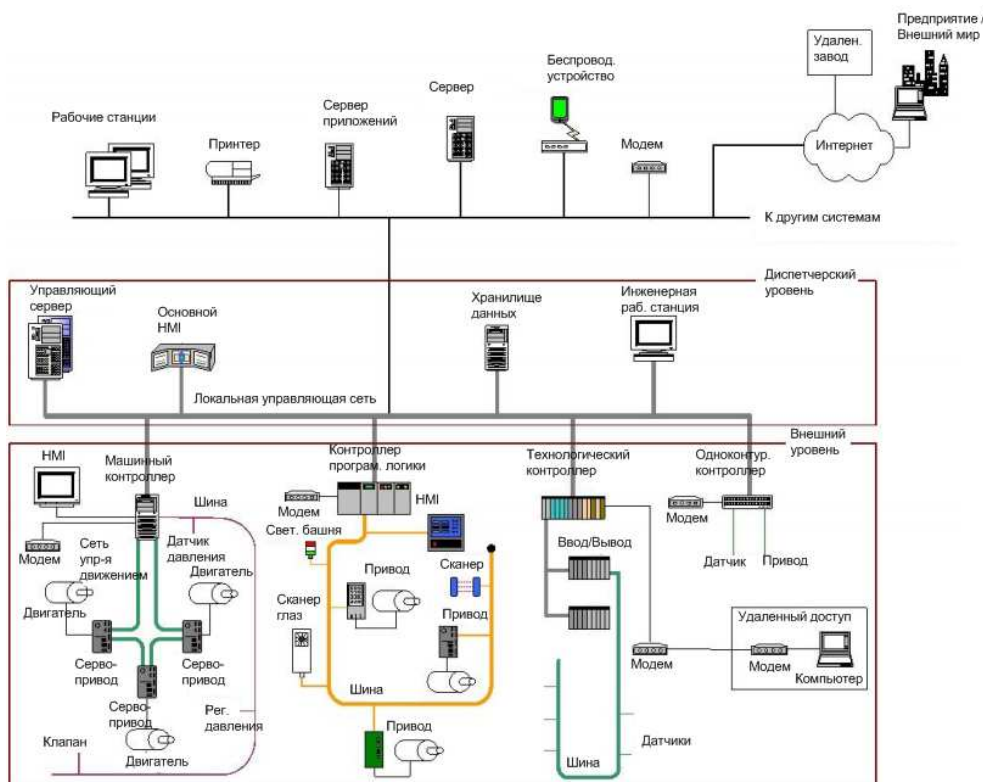 Предприятие /
Внешний мир
Удален.
завод
Беспровод.
устройство
Сервер
Сервер
приложений
Рабочие станции
Принтер
Модем
Интернет
К другим системам
Диспетчерский
уровень
Управляющий
сервер
Основной
HMI
Хранилище
данных
Инженерная
раб. станция
Локальная управляющая сеть
Внешний
уровень
HMI
Машинный
контроллер
Контроллер
програм. логики
Технологический
контроллер
Одноконтур.
контроллер
Шина
Модем
HMI
Модем
Свет. башня
Модем
Сеть
упр-я
движением
Датчик
давления
Ввод/Вывод
Датчик
Привод
Двигатель
Двигатель
Привод
Сканер
Сканер
глаз
Привод
Серво-
привод
Серво-
привод
Удаленный доступ
Модем
Модем
Компьютер
Серво-
привод
Рег.
давления
Шина
Привод
Клапан
Двигатель
Датчики
Шина